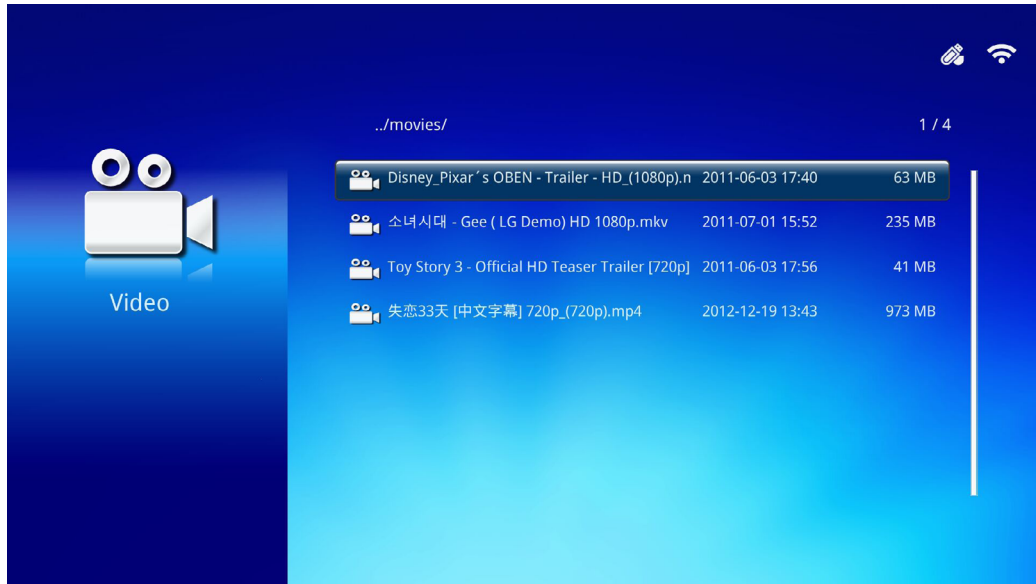 ../movies/ 1 / 4
Disney_Pixar´s OBEN - Trailer - HD_(1080p).n 2011-06-03 17:40 63 MB
소녀시대 - Gee ( LG Demo) HD 1080p.mkv 2011-07-01 15:52 235 MB
Toy Story 3 - Official HD Teaser Trailer [720p] 2011-06-03 17:56 41 MB
失恋33天 [中文字幕] 720p_(720p).mp4 2012-12-19 13:43 973 MB
Video